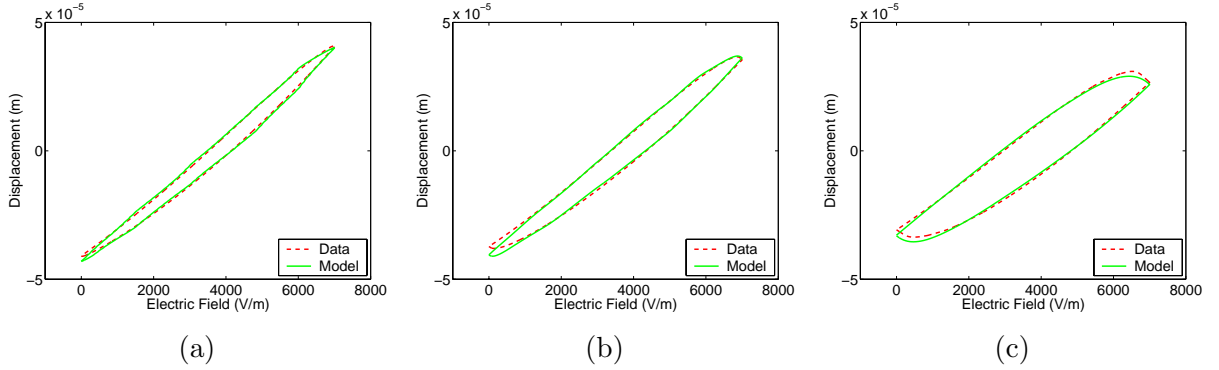 5 x 10⁻⁵
0
−5
0 2000 4000 6000 8000
Electric Field (V/m)
Displacement (m)
Data
Model
(a)
5 x 10⁻⁵
0
−5
0 2000 4000 6000 8000
Electric Field (V/m)
Displacement (m)
Data
Model
(b)
5 x 10⁻⁵
0
−5
0 2000 4000 6000 8000
Electric Field (V/m)
Displacement (m)
Data
Model
(c)